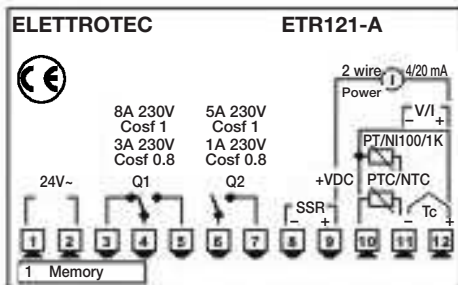 ELETTROTEC ETR121-A
CE
2 wire I 4/20 mA
Power
8A 230V 5A 230V
Cosf 1 Cosf 1
3A 230V 1A 230V
Cosf 0.8 Cosf 0.8
V/I
– +
PT/NI100/1K
24V~ Q1 Q2 +VDC PTC/NTC
SSR Tc
– + – +
1 2 3 4 5 6 7 8 9 10 11 12
1 Memory